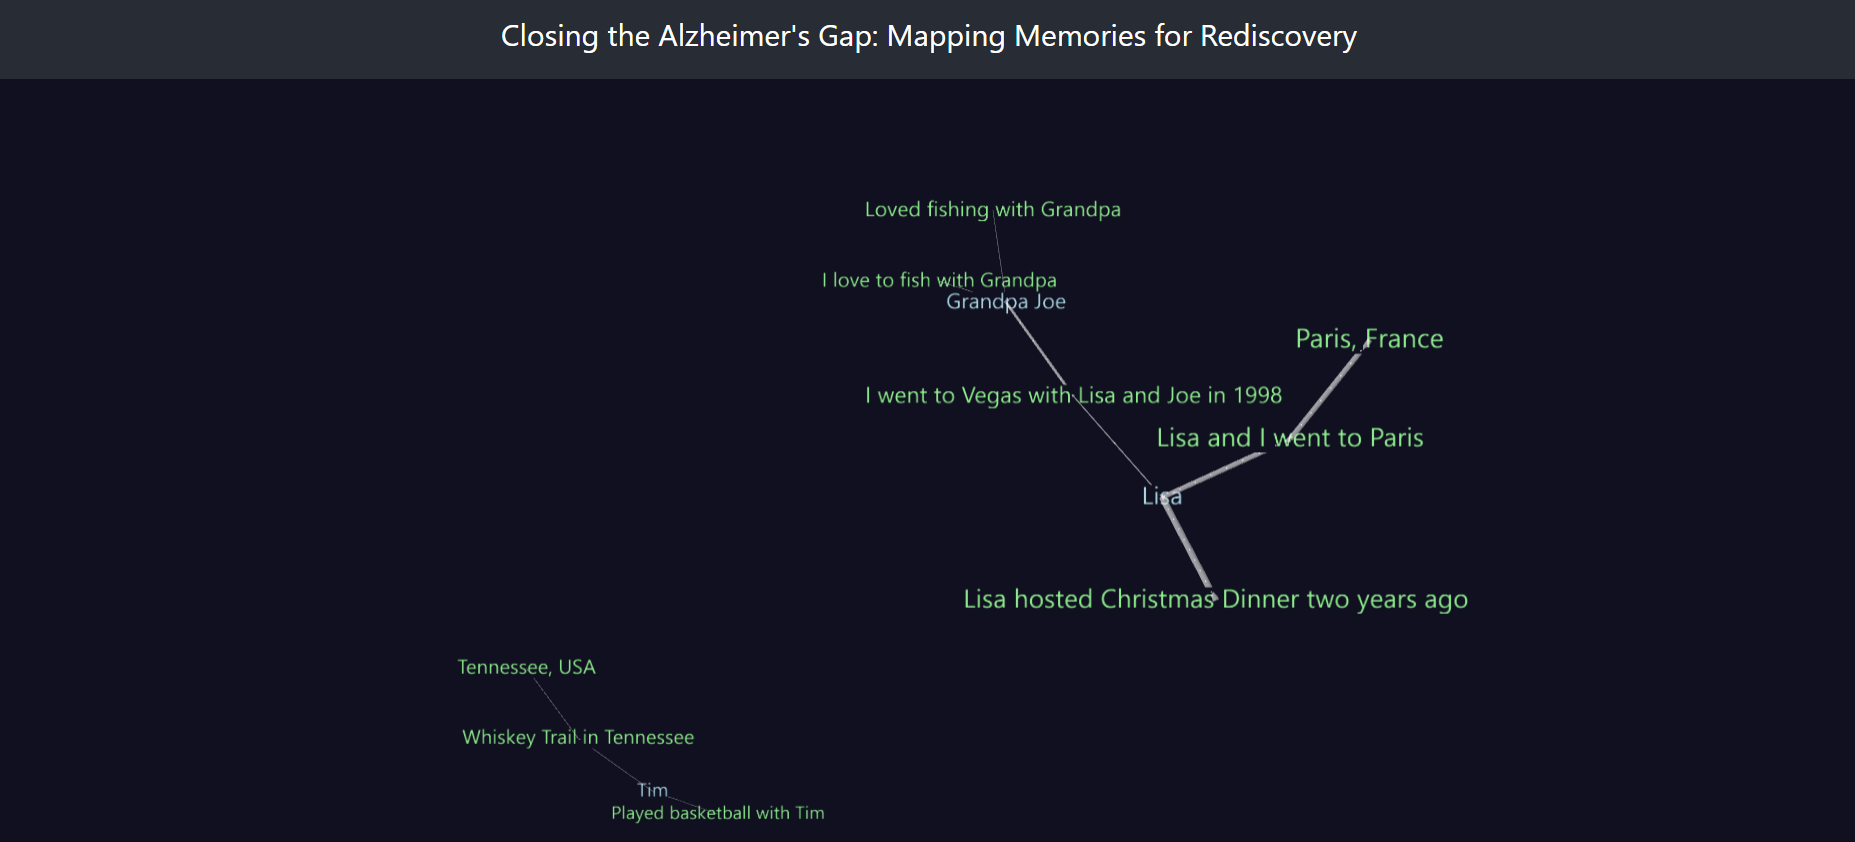 Closing the Alzheimer's Gap: Mapping Memories for Rediscovery
Loved fishing with Grandpa
I love to fish with Grandpa
Grandpa Joe
Paris, France
I went to Vegas with Lisa and Joe in 1998
Lisa and I went to Paris
Lisa
Lisa hosted Christmas Dinner two years ago
Tennessee, USA
Whiskey Trail in Tennessee
Tim
Played basketball with Tim